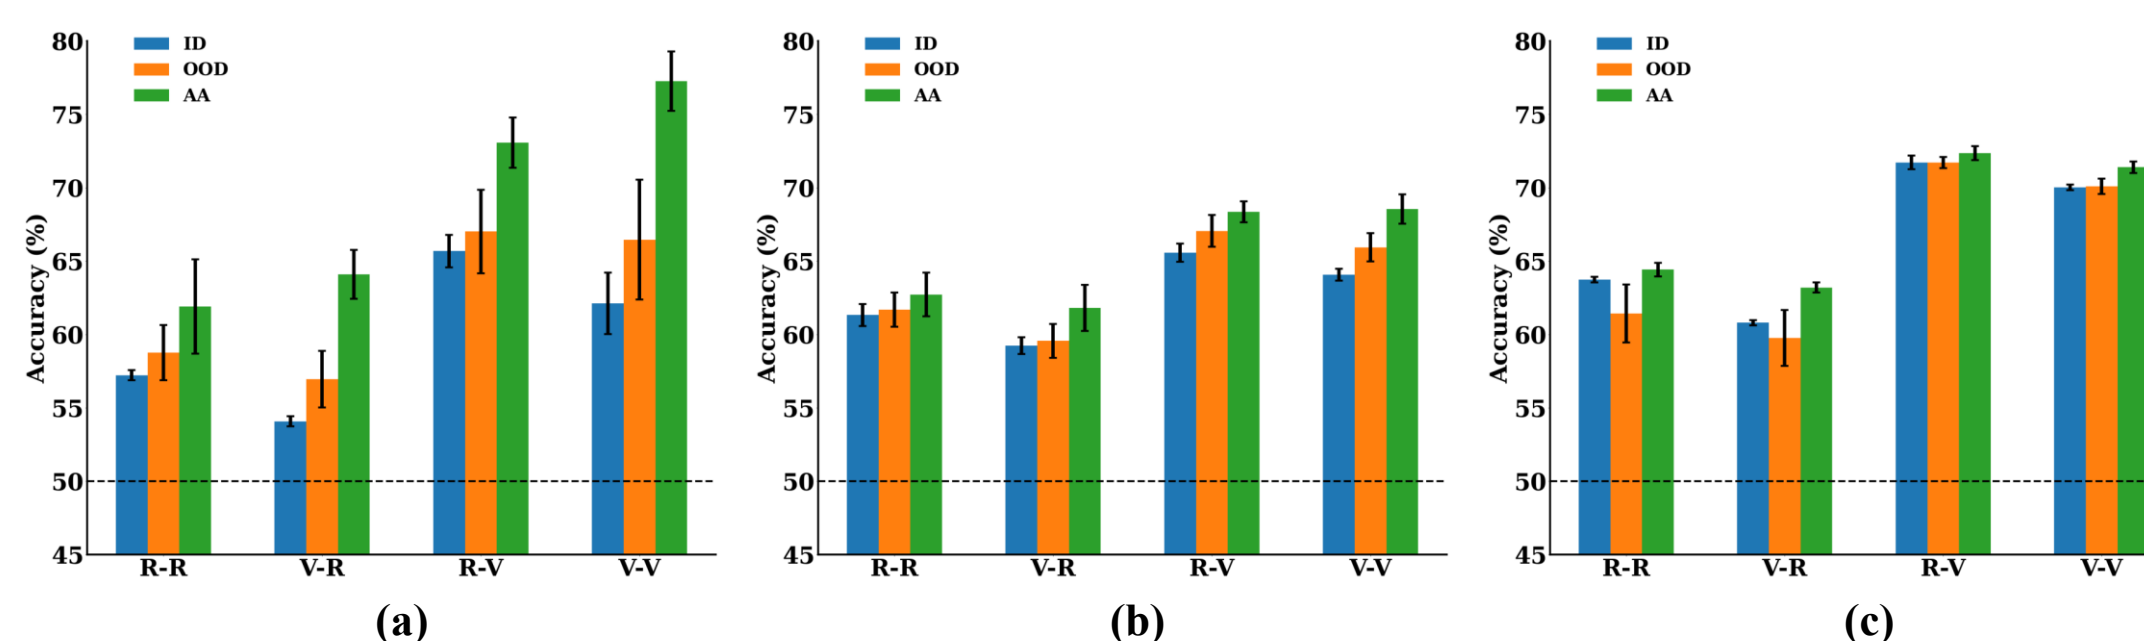 80
75
70
65
60
55
50
45
Accuracy (%)
ID
OOD
AA
R-R V-R R-V V-V
(a)
80
75
70
65
60
55
50
45
Accuracy (%)
ID
OOD
AA
R-R V-R R-V V-V
(b)
80
75
70
65
60
55
50
45
Accuracy (%)
ID
OOD
AA
R-R V-R R-V V-V
(c)